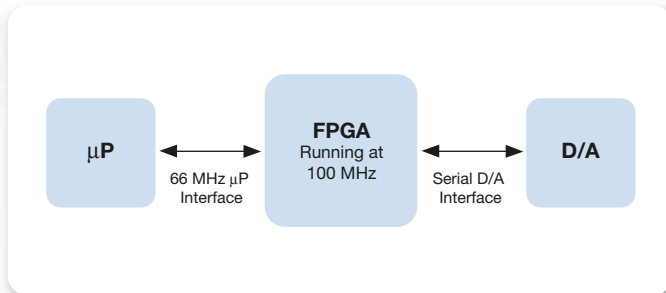 μP
66 MHz μP
Interface
FPGA
Running at
100 MHz
Serial D/A
Interface
D/A